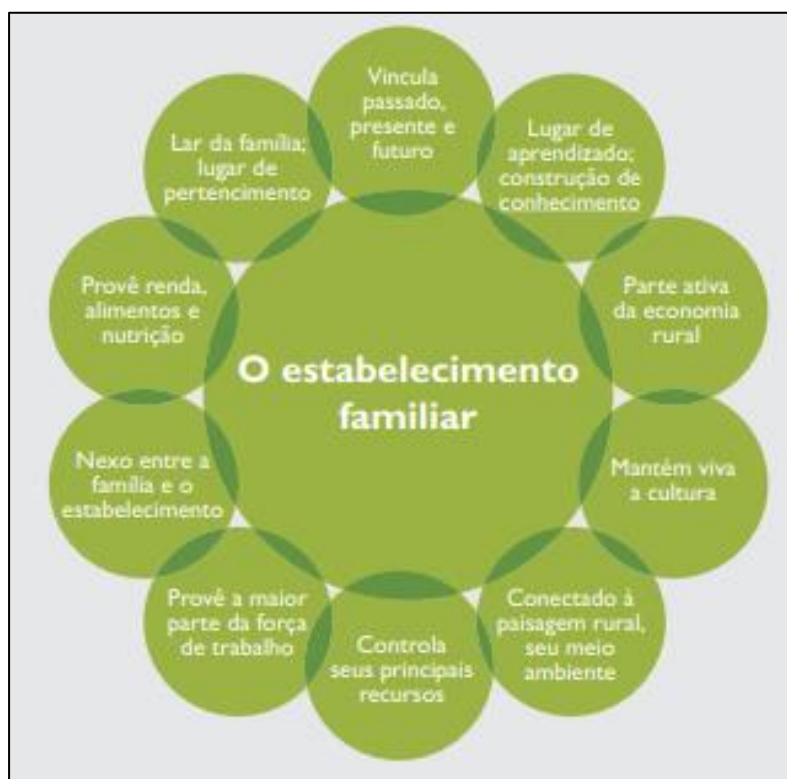 Vincula
passado,
presente e
futuro
Lugar de
aprendizado;
construção de
conhecimento
Parte ativa
da economia
rural
Mantém viva
a cultura
Conectado à
paisagem rural,
seu meio
ambiente
Controla
seus principais
recursos
Provê a maior
parte da força
de trabalho
Nexo entre a
família e o
estabelecimento
Provê renda,
alimentos e
nutrição
Lar da família;
lugar de
pertencimento
O estabelecimento
familiar